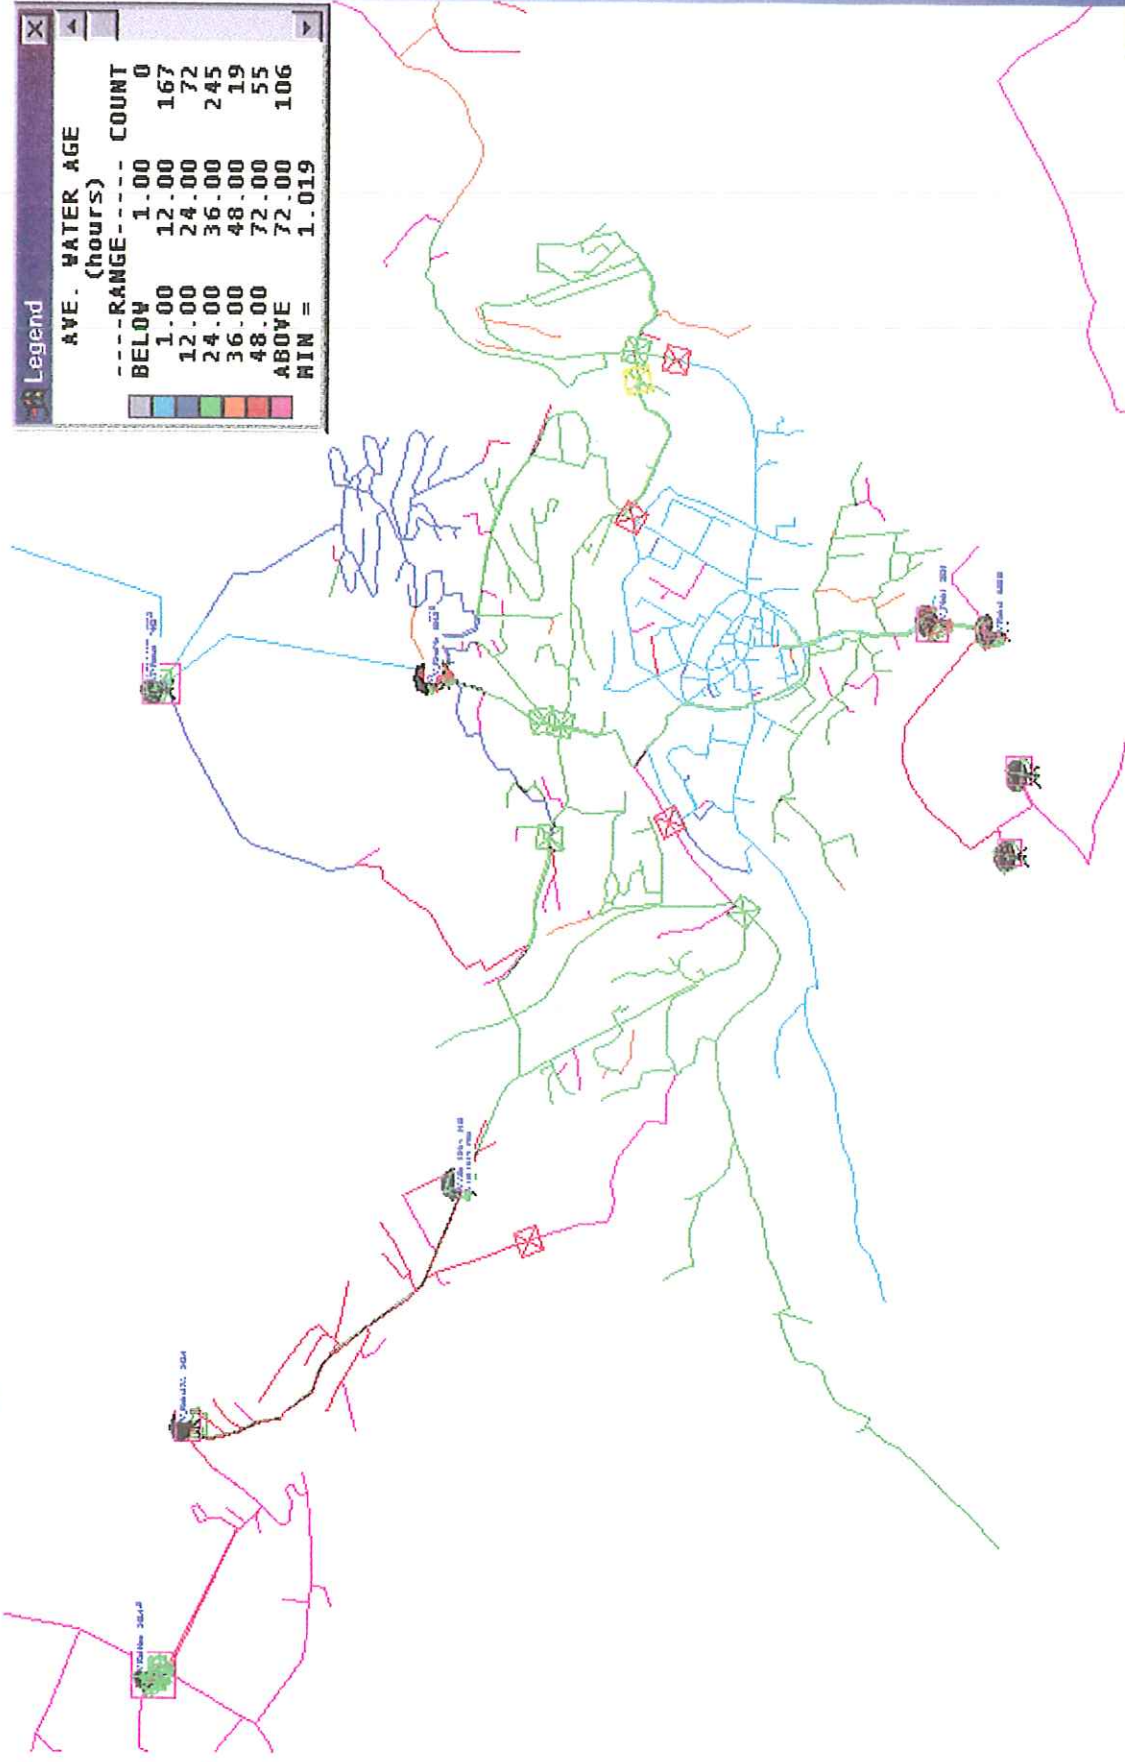 Legend
AVE. WATER AGE
(hours)
----RANGE----- COUNT
BELOW 1.00 0
1.00 12.00 167
12.00 24.00 72
24.00 36.00 245
36.00 48.00 19
48.00 72.00 55
ABOVE 72.00 106
MIN = 1.019